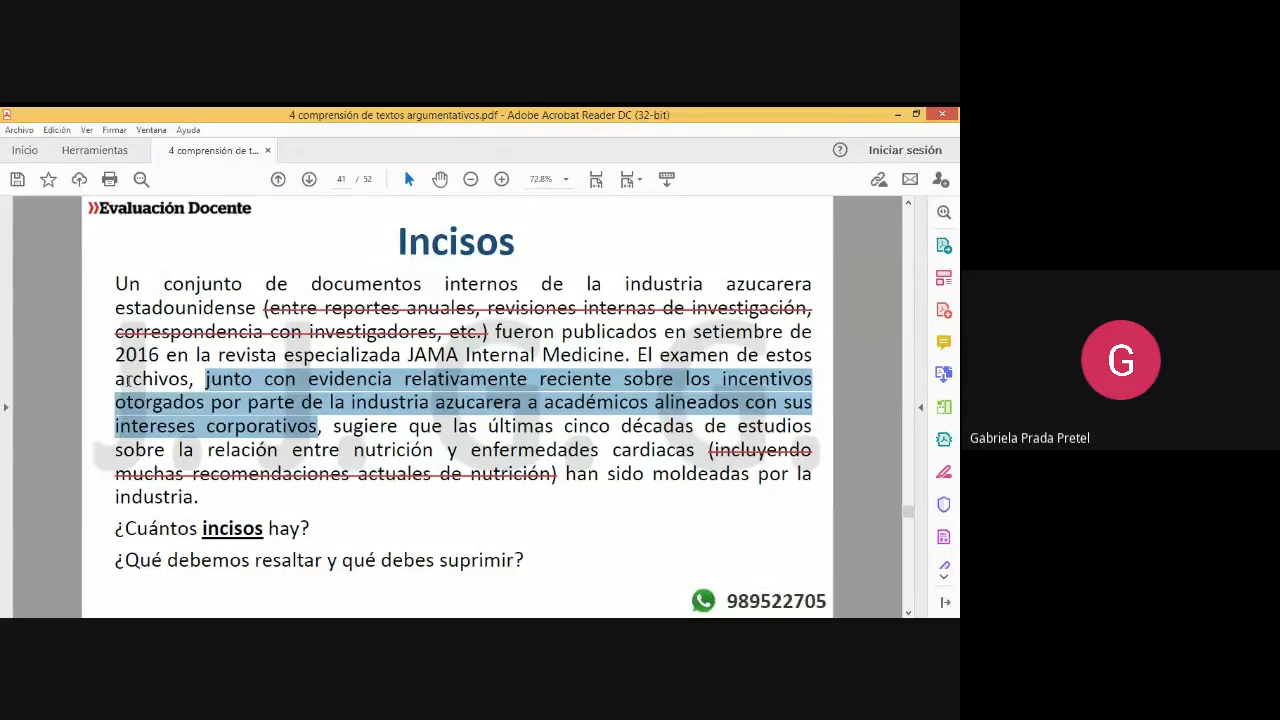 4 comprensión de textos argumentativos.pdf - Adobe Acrobat Reader DC (32-bit)
Archivo Edición Ver Firmar Ventana Ayuda
Inicio Herramientas 4 comprensión de t... × Iniciar sesión
41 / 52 72.8%
»Evaluación Docente
Incisos
Un conjunto de documentos internos de la industria azucarera
estadounidense (entre reportes anuales, revisiones internas de investigación,
correspondencia con investigadores, etc.) fueron publicados en setiembre de
2016 en la revista especializada JAMA Internal Medicine. El examen de estos
archivos, junto con evidencia relativamente reciente sobre los incentivos
otorgados por parte de la industria azucarera a académicos alineados con sus
intereses corporativos, sugiere que las últimas cinco décadas de estudios
sobre la relación entre nutrición y enfermedades cardiacas (incluyendo
muchas recomendaciones actuales de nutrición) han sido moldeadas por la
industria.
¿Cuántos incisos hay?
¿Qué debemos resaltar y qué debes suprimir?
989522705
J. J. G. G.
G
Gabriela Prada Pretel